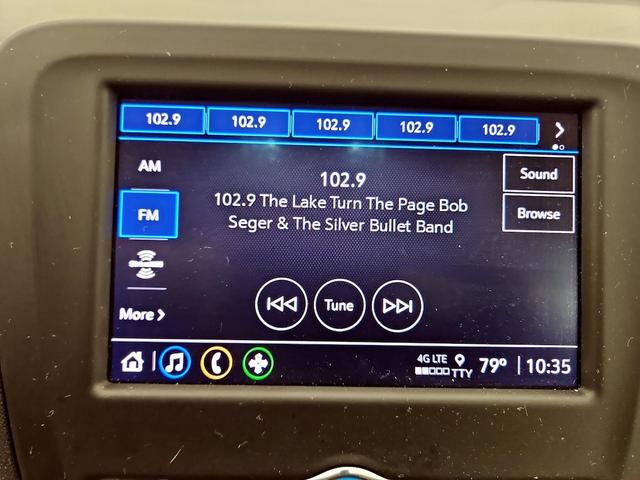 102.9 102.9 102.9 102.9 102.9
AM
102.9
Sound
102.9 The Lake Turn The Page Bob
Seger & The Silver Bullet Band
FM
Browse
More
Tune
4G LTE
TTY
79° 10:35